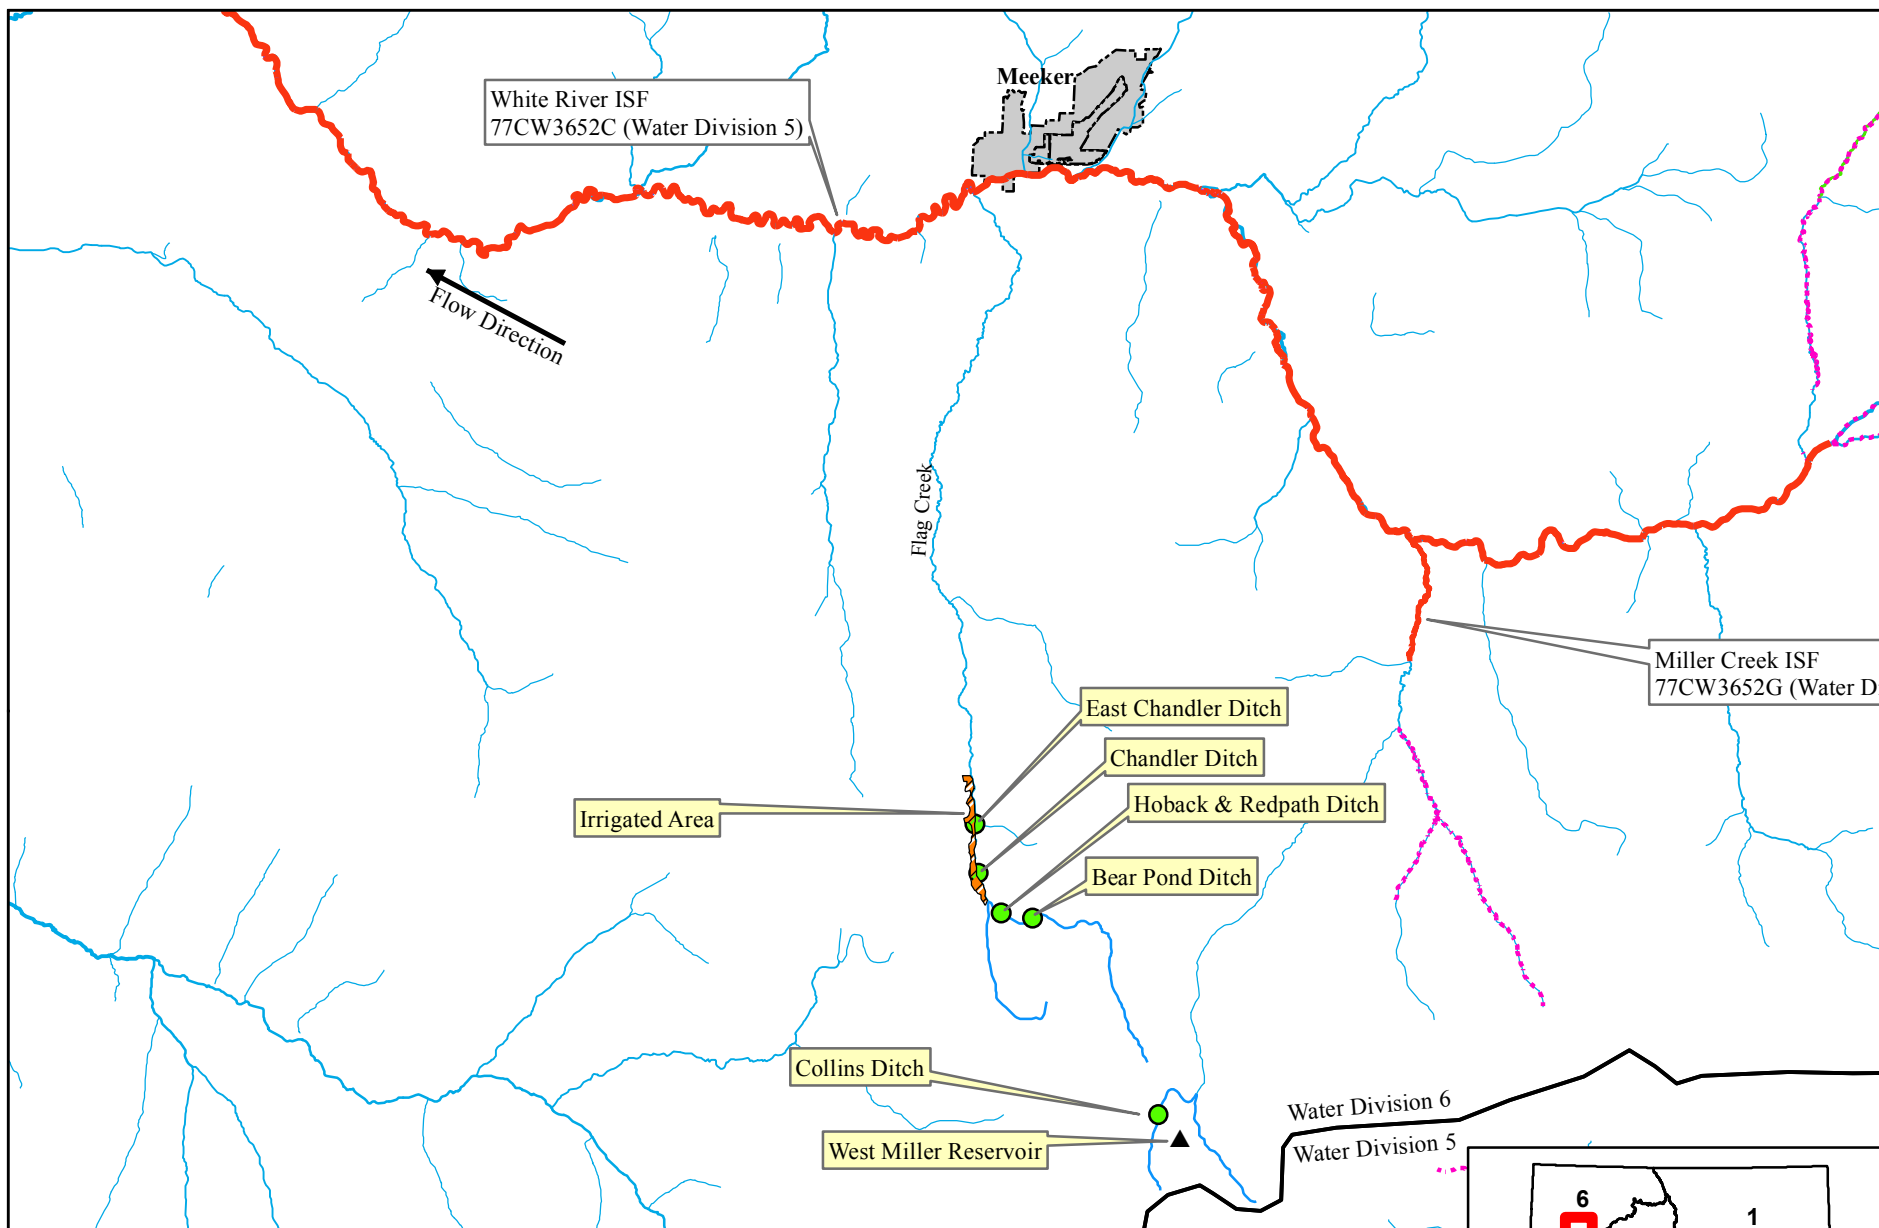 Meeker
White River ISF
77CW3652C (Water Division 5)
Flow Direction
Flag Creek
Miller Creek ISF
77CW3652G (Water D
East Chandler Ditch
Chandler Ditch
Hoback & Redpath Ditch
Irrigated Area
Bear Pond Ditch
Collins Ditch
West Miller Reservoir
Water Division 6
Water Division 5
6
1